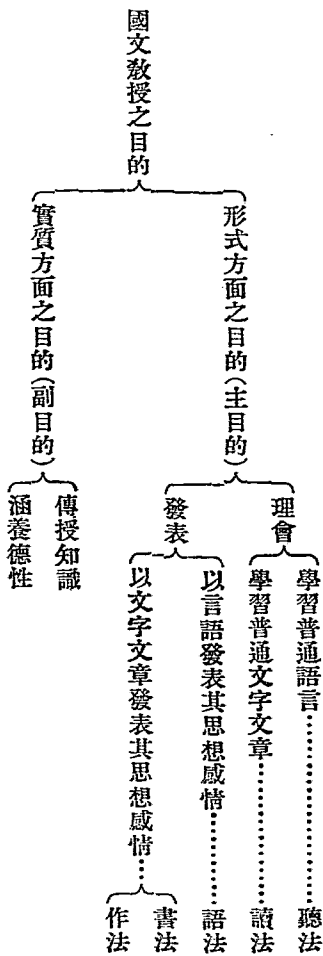 國文教授之目的
形式方面之目的(主目的)
理會
學習普通語言………聽法
學習普通文字文章………讀法
發表
以言語發表其思想感情………語法
以文字文章發表其思想感情……
書法
作法
實質方面之目的(副目的)
傳授知識
涵養德性